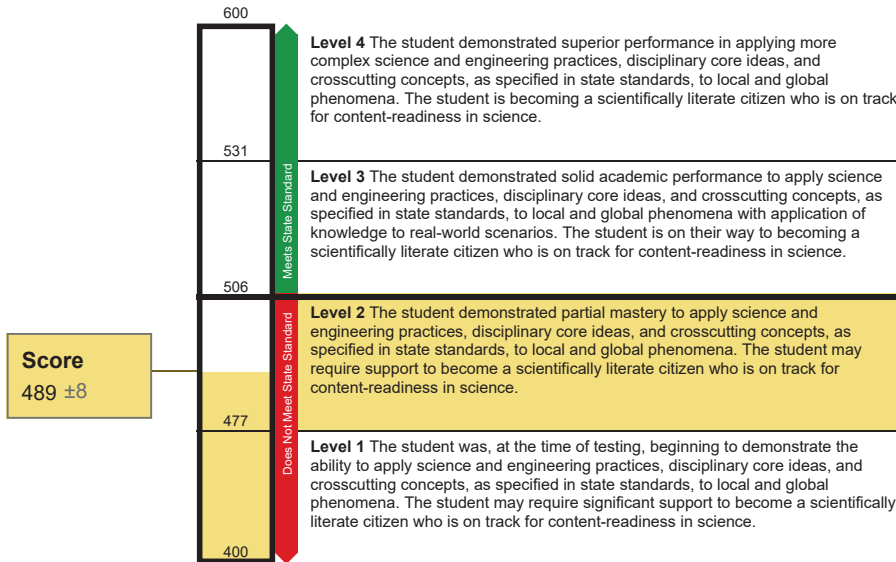 600
Level 4 The student demonstrated superior performance in applying more
complex science and engineering practices, disciplinary core ideas, and
crosscutting concepts, as specified in state standards, to local and global
phenomena. The student is becoming a scientifically literate citizen who is on track
for content-readiness in science.
531
Meets State Standard
Level 3 The student demonstrated solid academic performance to apply science
and engineering practices, disciplinary core ideas, and crosscutting concepts, as
specified in state standards, to local and global phenomena with application of
knowledge to real-world scenarios. The student is on their way to becoming a
scientifically literate citizen who is on track for content-readiness in science.
506
Level 2 The student demonstrated partial mastery to apply science and
engineering practices, disciplinary core ideas, and crosscutting concepts, as
specified in state standards, to local and global phenomena. The student may
require support to become a scientifically literate citizen who is on track for
content-readiness in science.
Score
489 ±8
Does Not Meet State Standard
477
Level 1 The student was, at the time of testing, beginning to demonstrate the
ability to apply science and engineering practices, disciplinary core ideas, and
crosscutting concepts, as specified in state standards, to local and global
phenomena. The student may require significant support to become a scientifically
literate citizen who is on track for content-readiness in science.
400